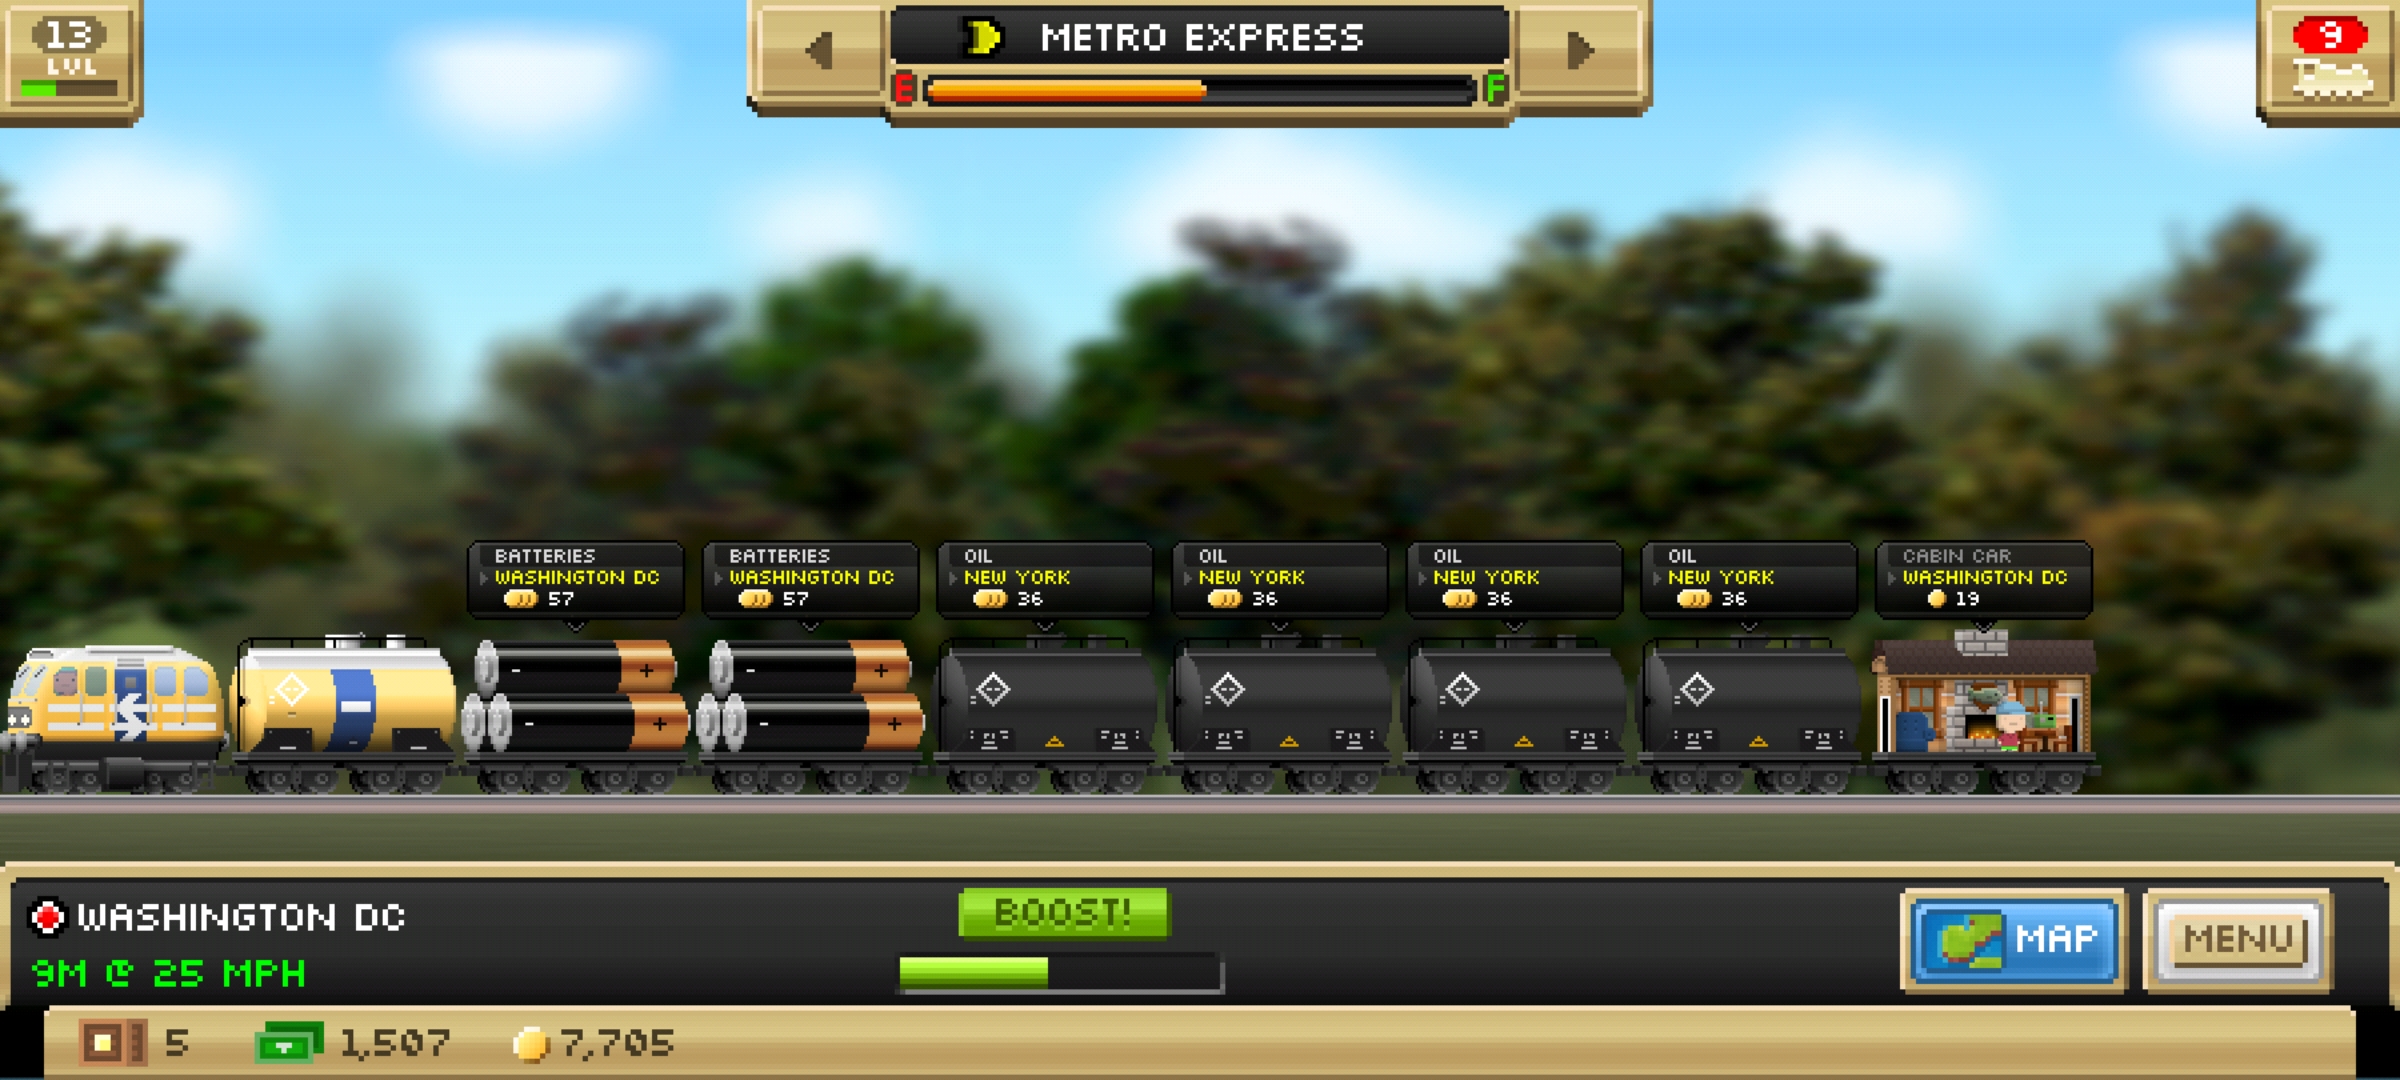 13
LVL
METRO EXPRESS
E
F
9
BATTERIES
WASHINGTON DC
57
BATTERIES
WASHINGTON DC
57
OIL
NEW YORK
36
OIL
NEW YORK
36
OIL
NEW YORK
36
OIL
NEW YORK
36
CABIN CAR
WASHINGTON DC
19
- +
- +
- +
- +
WASHINGTON DC
9M @ 25 MPH
BOOST!
MAP
MENU
5
1,507
7,705